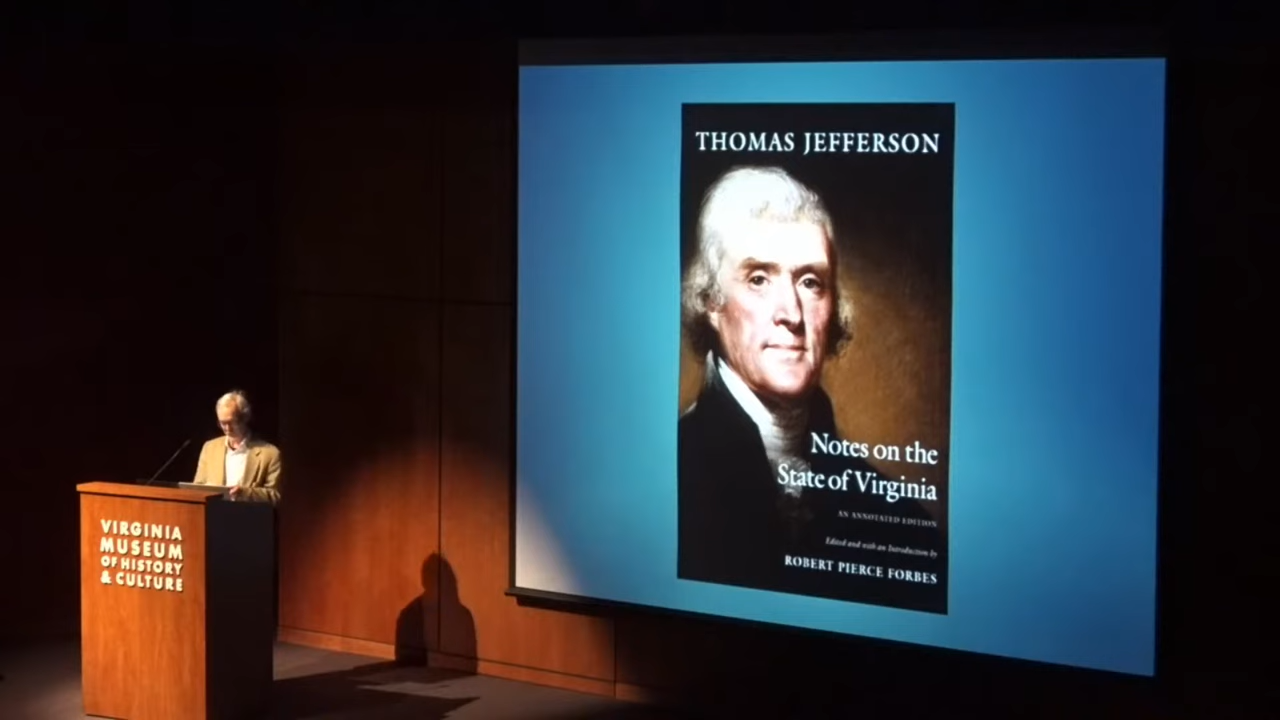 VIRGINIA
MUSEUM
OF HISTORY
& CULTURE
THOMAS JEFFERSON
Notes on the
State of Virginia
AN ANNOTATED EDITION
Edited and with an Introduction by
ROBERT PIERCE FORBES